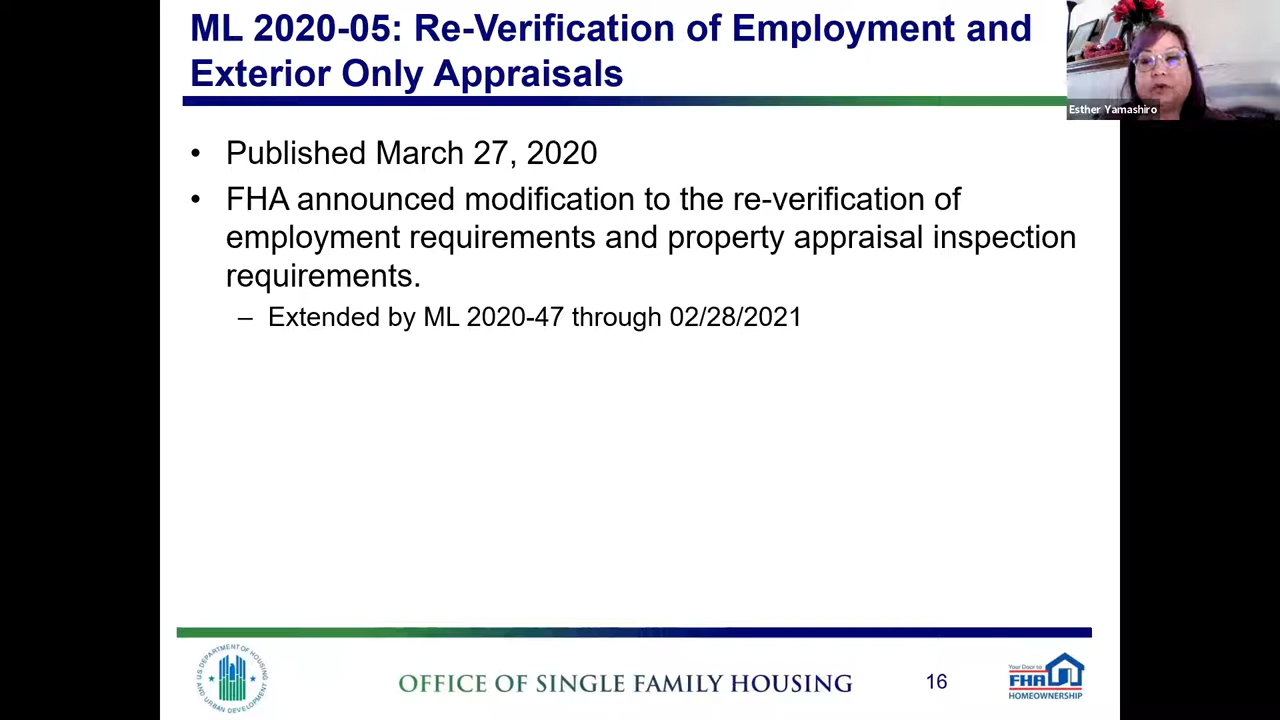 ML 2020-05: Re-Verification of Employment and
Exterior Only Appraisals
Esther Yamashiro
• Published March 27, 2020
• FHA announced modification to the re-verification of
employment requirements and property appraisal inspection
requirements.
– Extended by ML 2020-47 through 02/28/2021
U.S. DEPARTMENT OF HOUSING
AND URBAN DEVELOPMENT
OFFICE OF SINGLE FAMILY HOUSING
16
Your Door to
FHA
HOMEOWNERSHIP